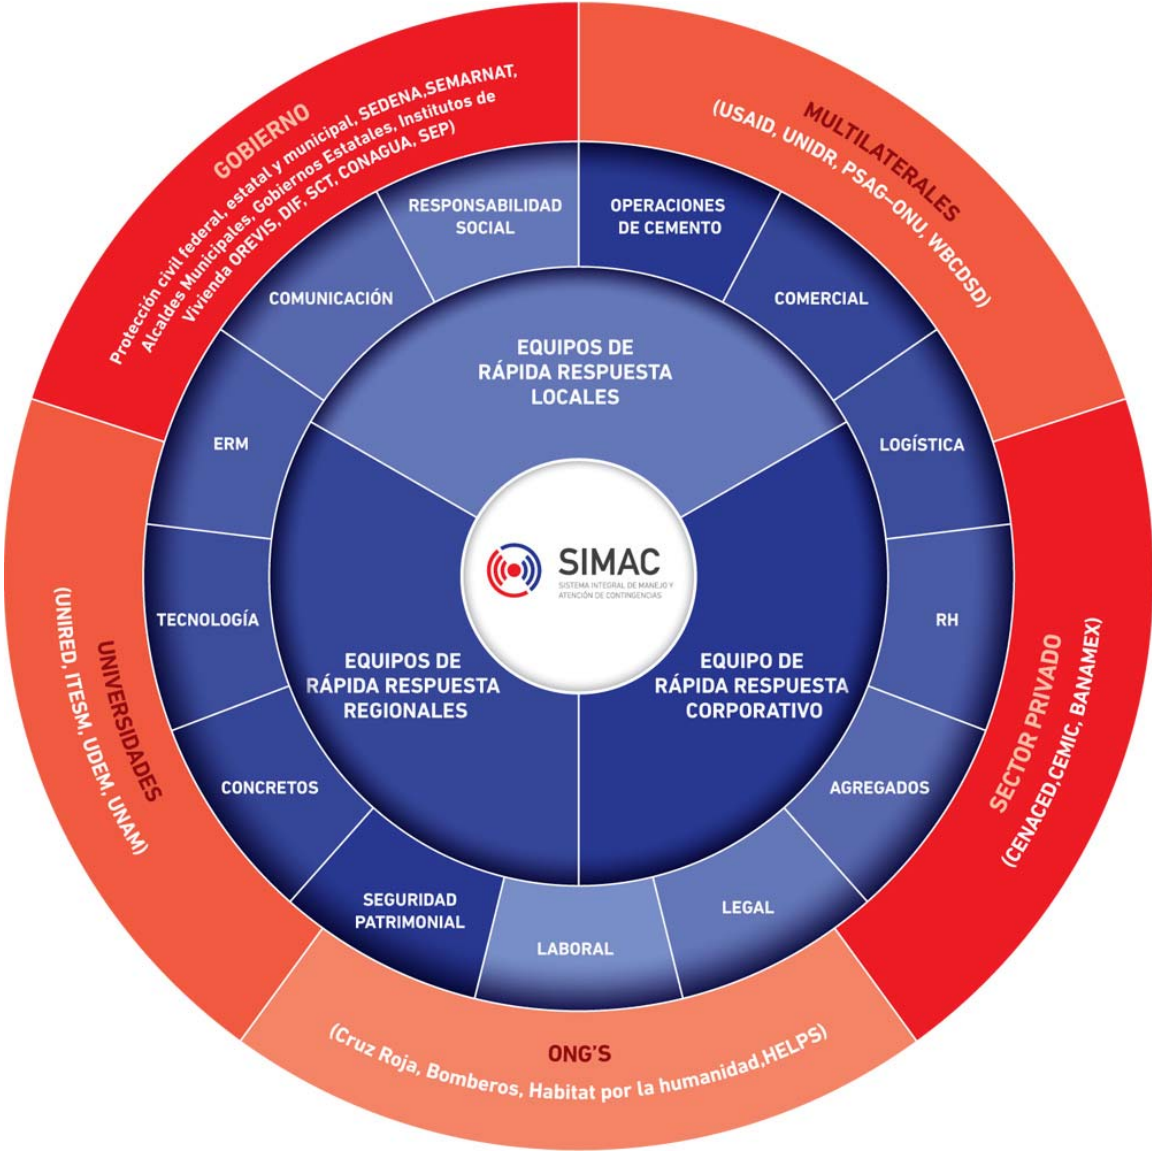 GOBIERNO
Protección civil federal, estatal y municipal, SEDENA,SEMARNAT,
Alcaldes Municipales, Gobiernos Estatales, Institutos de
Vivienda OREVIS, DIF, SCT, CONAGUA, SEP)
MULTILATERALES
(USAID, UNIDR, PSAG–ONU, WBCDSD)
SECTOR PRIVADO
(CENACED,CEMIC, BANAMEX)
ONG'S
(Cruz Roja, Bomberos, Habitat por la humanidad,HELPS)
UNIVERSIDADES
(UNIRED, ITESM, UDEM, UNAM)
RESPONSABILIDAD
SOCIAL
OPERACIONES
DE CEMENTO
COMERCIAL
LOGÍSTICA
RH
AGREGADOS
LEGAL
LABORAL
SEGURIDAD
PATRIMONIAL
CONCRETOS
TECNOLOGÍA
ERM
COMUNICACIÓN
EQUIPOS DE
RÁPIDA RESPUESTA
LOCALES
EQUIPO DE
RÁPIDA RESPUESTA
CORPORATIVO
EQUIPOS DE
RÁPIDA RESPUESTA
REGIONALES
SIMAC
SISTEMA INTEGRAL DE MANEJO Y
ATENCIÓN DE CONTINGENCIAS